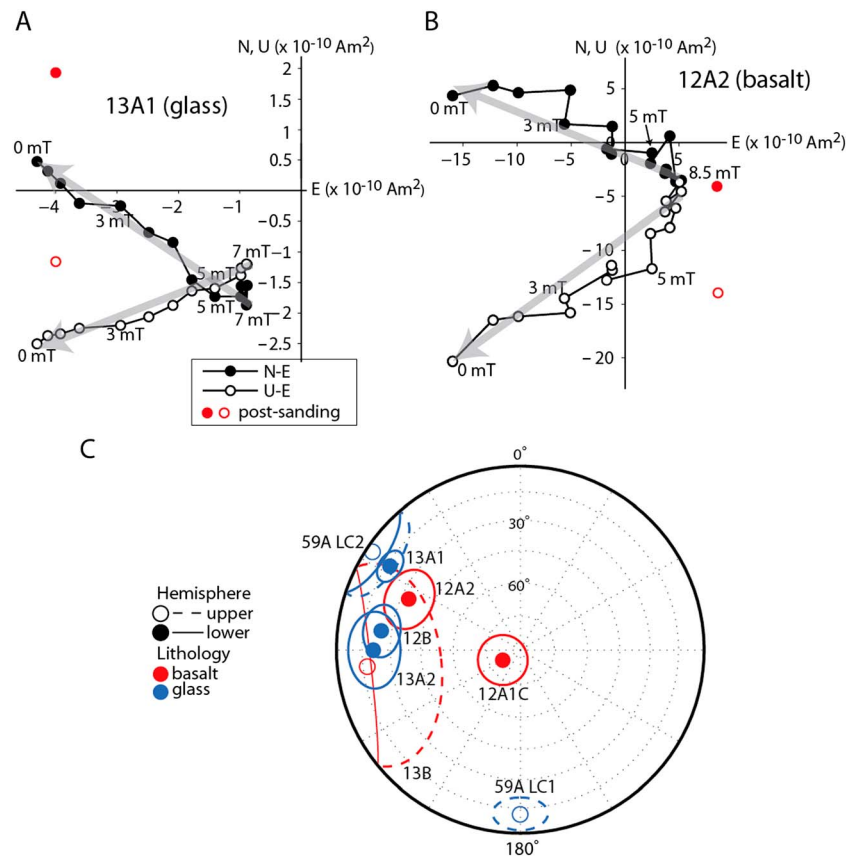 A
N, U (x 10-10 Am2)
13A1 (glass)
2
1.5
1
0.5
0 mT
E (x 10-10 Am2)
−4
−3
−2
−1
3 mT
−0.5
−1
−1.5
−2
−2.5
7 mT
5 mT
5 mT
7 mT
3 mT
0 mT
N-E
U-E
post-sanding
B
N, U (x 10-10 Am2)
12A2 (basalt)
5
0 mT
3 mT
5 mT
0
E (x 10-10 Am2)
−15
−10
−5
0
5
8.5 mT
−5
−10
−15
−20
5 mT
3 mT
0 mT
C
0°
30°
60°
180°
59A LC2
13A1
12A2
12B
13A2
12A1C
13B
59A LC1
Hemisphere
upper
lower
Lithology
basalt
glass